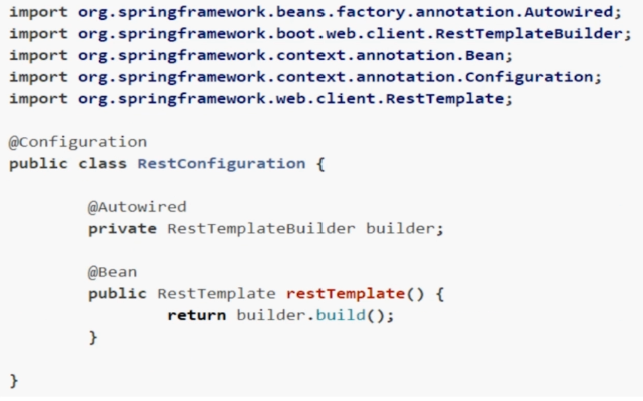 import org.springframework.beans.factory.annotation.Autowired;
import org.springframework.boot.web.client.RestTemplateBuilder;
import org.springframework.context.annotation.Bean;
import org.springframework.context.annotation.Configuration;
import org.springframework.web.client.RestTemplate;

@Configuration
public class RestConfiguration {

        @Autowired
        private RestTemplateBuilder builder;

        @Bean
        public RestTemplate restTemplate() {
                return builder.build();
        }

}